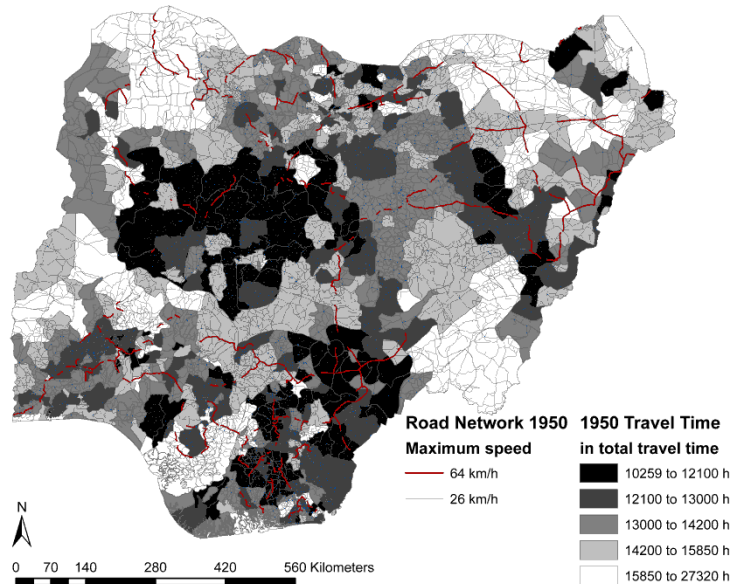 Road Network 1950
Maximum speed
64 km/h
26 km/h
1950 Travel Time
in total travel time
10259 to 12100 h
12100 to 13000 h
13000 to 14200 h
14200 to 15850 h
15850 to 27320 h
N
0 70 140 280 420 560 Kilometers